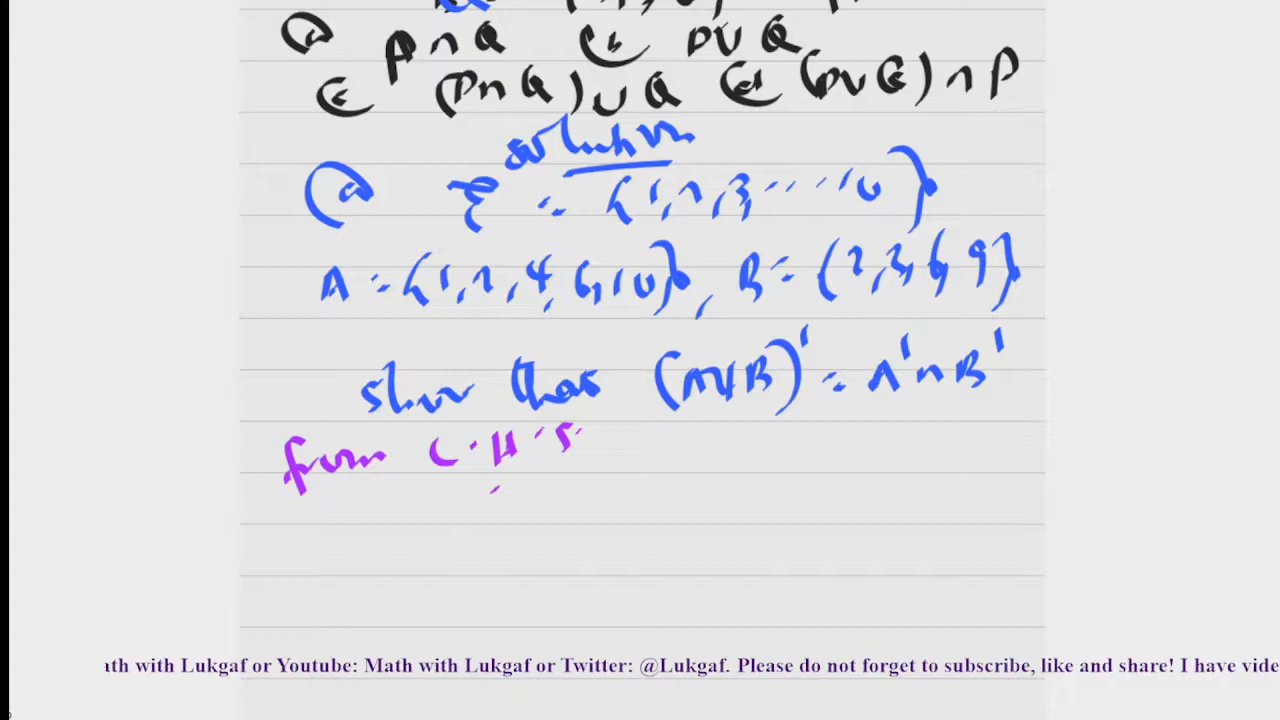 (a) P∩Q (b) P∪Q
(c) (P∩Q)∪Q (d) (P∪Q)∩P
solution
(a) ξ = {1,2,3,....10}
A = {1,2,4,6,10}, B = {2,3,6,9}
show that (A∪B)' = A'∩B'
from L.H.S.
ath with Lukgaf or Youtube: Math with Lukgaf or Twitter: @Lukgaf. Please do not forget to subscribe, like and share! I have vide